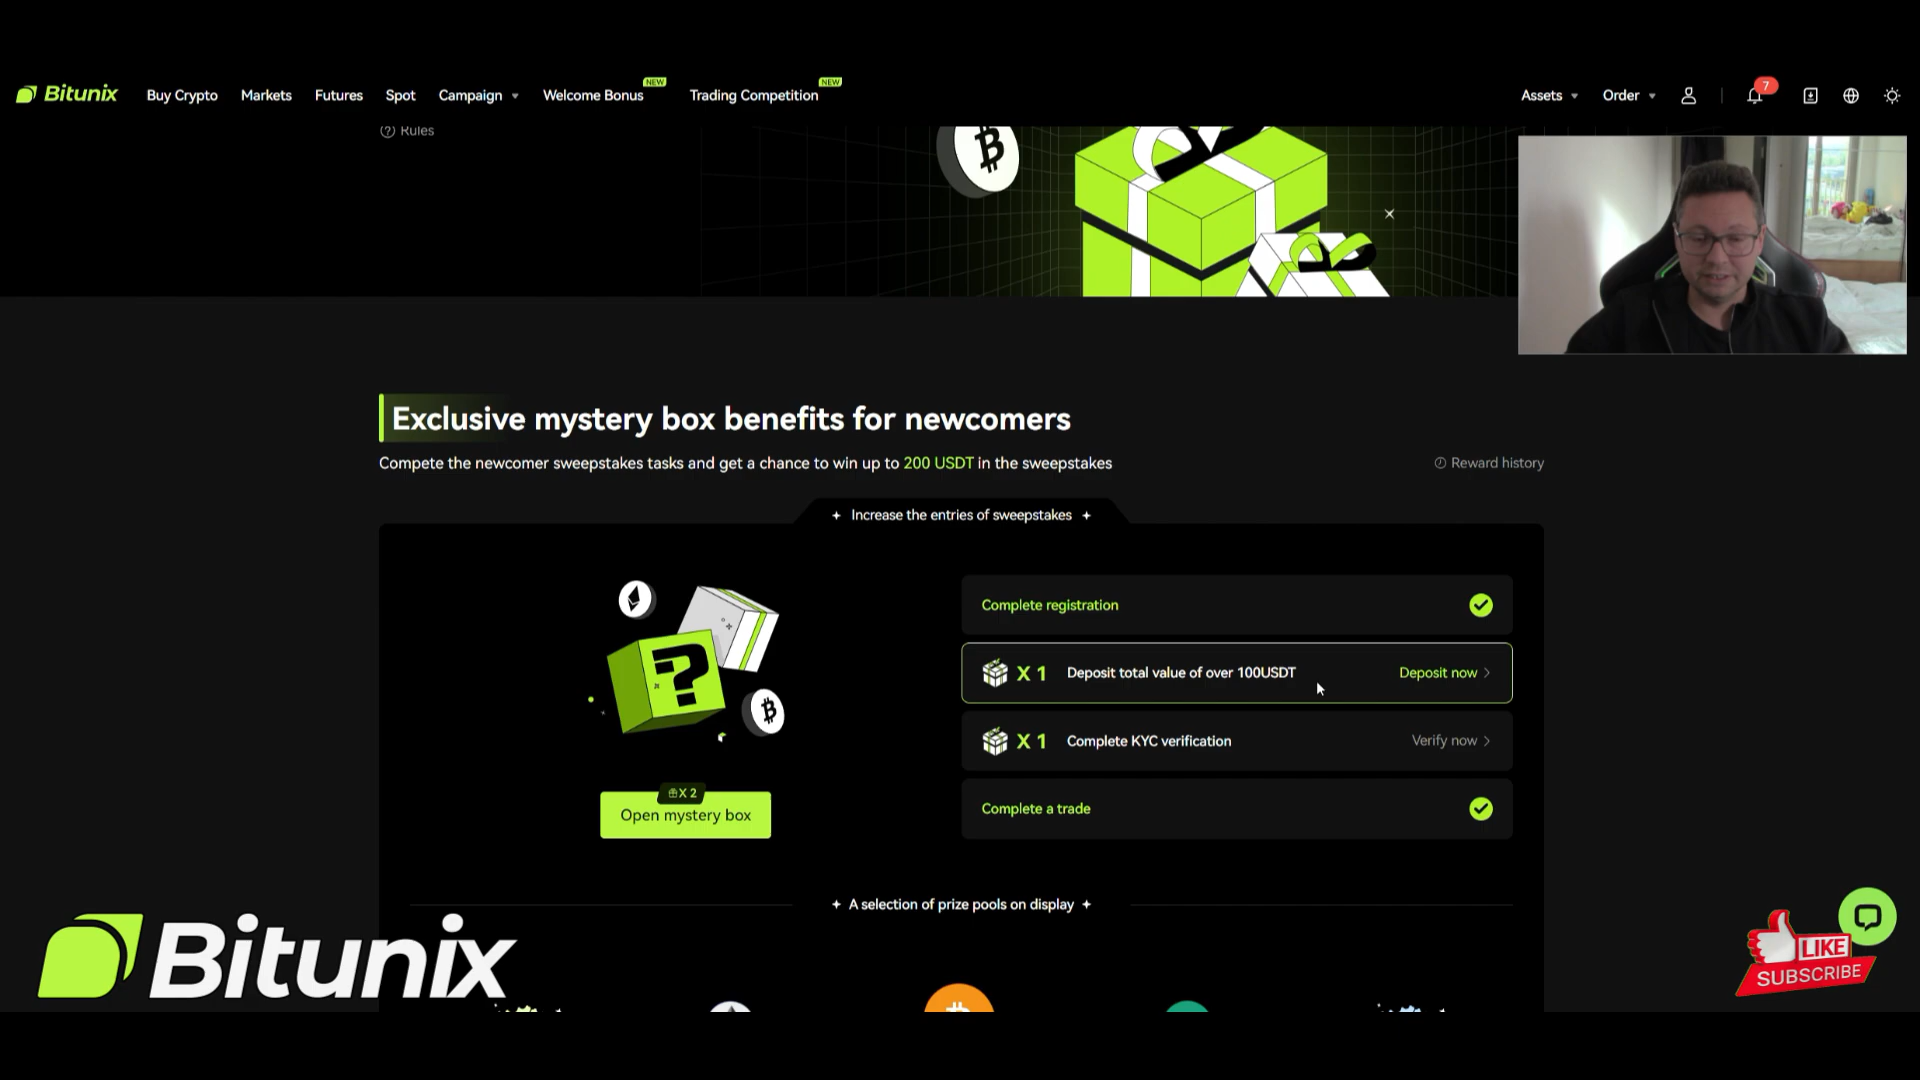 Bitunix
Buy Crypto
Markets
Futures
Spot
Campaign
Welcome Bonus
NEW
Trading Competition
NEW
Assets
Order
7
Rules
Exclusive mystery box benefits for newcomers
Compete the newcomer sweepstakes tasks and get a chance to win up to 200 USDT in the sweepstakes
Reward history
Increase the entries of sweepstakes
Complete registration
X 1 Deposit total value of over 100USDT Deposit now
X 1 Complete KYC verification Verify now
Complete a trade
X 2
Open mystery box
A selection of prize pools on display
Bitunix
LIKE
SUBSCRIBE